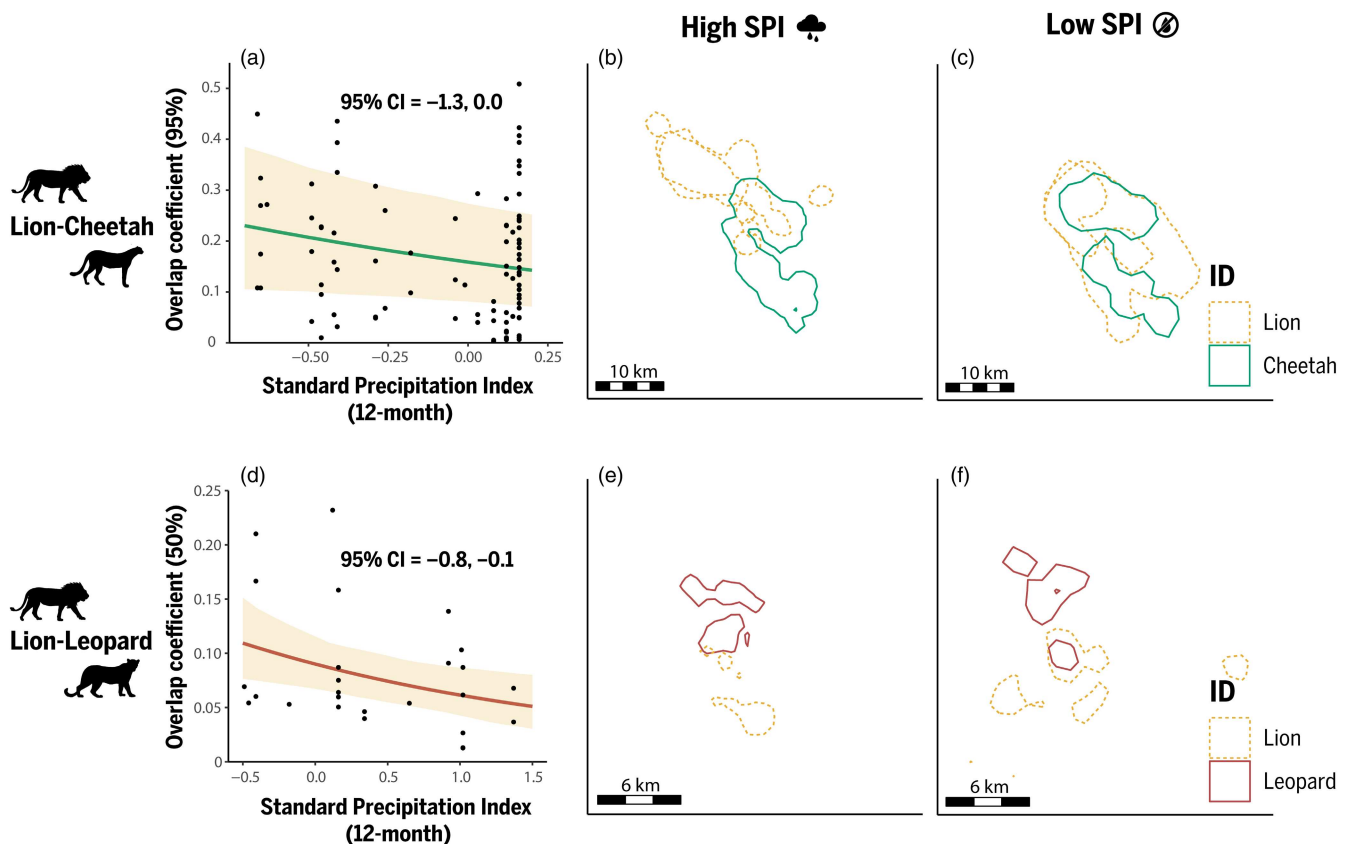 High SPI
Low SPI
(a)
(b)
(c)
95% CI = −1.3, 0.0
Overlap coefficient (95%)
0.5
0.4
0.3
0.2
0.1
0
−0.50
−0.25
0.00
0.25
Standard Precipitation Index
(12-month)
Lion-Cheetah
10 km
10 km
ID
Lion
Cheetah
(d)
(e)
(f)
95% CI = −0.8, −0.1
Overlap coefficient (50%)
0.25
0.20
0.15
0.10
0.05
0
−0.5
0.0
0.5
1.0
1.5
Standard Precipitation Index
(12-month)
Lion-Leopard
6 km
6 km
ID
Lion
Leopard